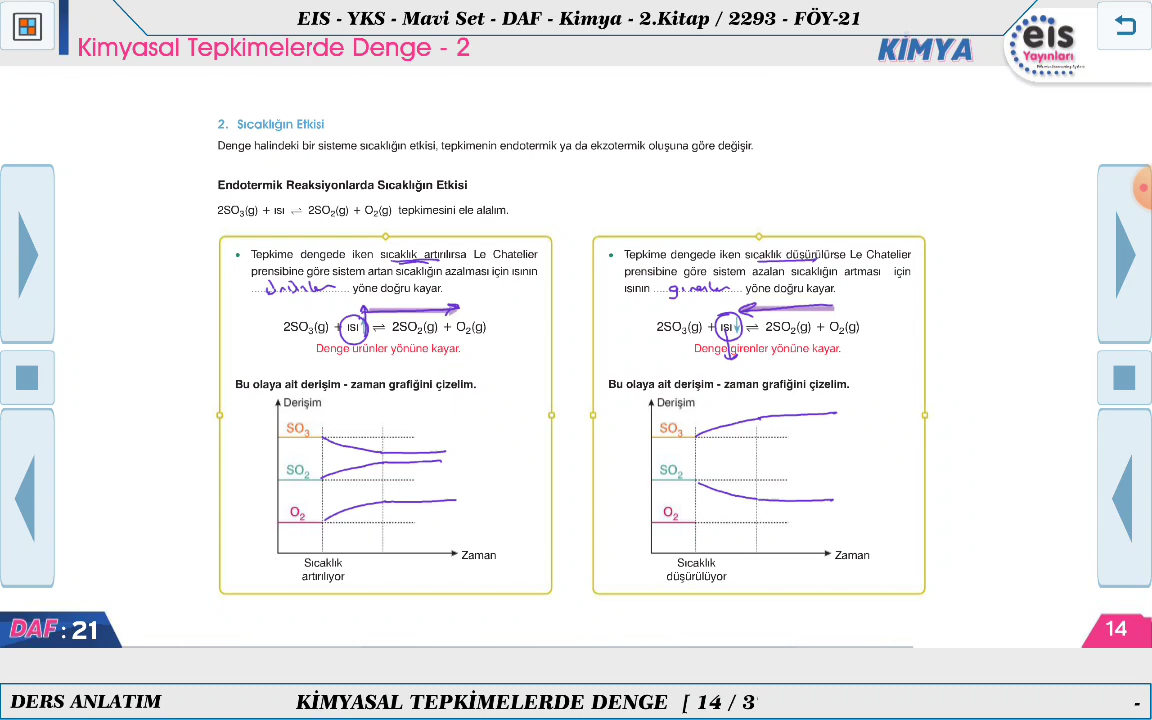 EIS - YKS - Mavi Set - DAF - Kimya - 2.Kitap / 2293 - FÖY-21
Kimyasal Tepkimelerde Denge - 2
KİMYA
eis
Yayınları
2. Sıcaklığın Etkisi
Denge halindeki bir sisteme sıcaklığın etkisi, tepkimenin endotermik ya da ekzotermik oluşuna göre değişir.
Endotermik Reaksiyonlarda Sıcaklığın Etkisi
2SO₃(g) + ısı ⇌ 2SO₂(g) + O₂(g) tepkimesini ele alalım.
• Tepkime dengede iken sıcaklık artırılırsa Le Chatelier
prensibine göre sistem artan sıcaklığın azalması için ısının
ürünler yöne doğru kayar.
2SO₃(g) + ısı ⇌ 2SO₂(g) + O₂(g)
Denge ürünler yönüne kayar.
Bu olaya ait derişim - zaman grafiğini çizelim.
Derişim
SO₃
SO₂
O₂
Zaman
Sıcaklık
artırılıyor
• Tepkime dengede iken sıcaklık düşürülürse Le Chatelier
prensibine göre sistem azalan sıcaklığın artması için
ısının girenler yöne doğru kayar.
2SO₃(g) + ısı ⇌ 2SO₂(g) + O₂(g)
Denge girenler yönüne kayar.
Bu olaya ait derişim - zaman grafiğini çizelim.
Derişim
SO₃
SO₂
O₂
Zaman
Sıcaklık
düşürülüyor
DAF : 21
14
DERS ANLATIM
KİMYASAL TEPKİMELERDE DENGE [ 14 / 3
-